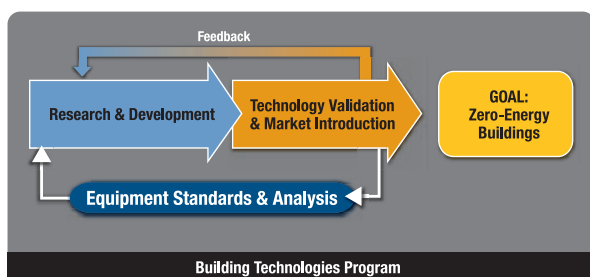 Feedback
Research & Development
Technology Validation
& Market Introduction
GOAL:
Zero-Energy
Buildings
Equipment Standards & Analysis
Building Technologies Program